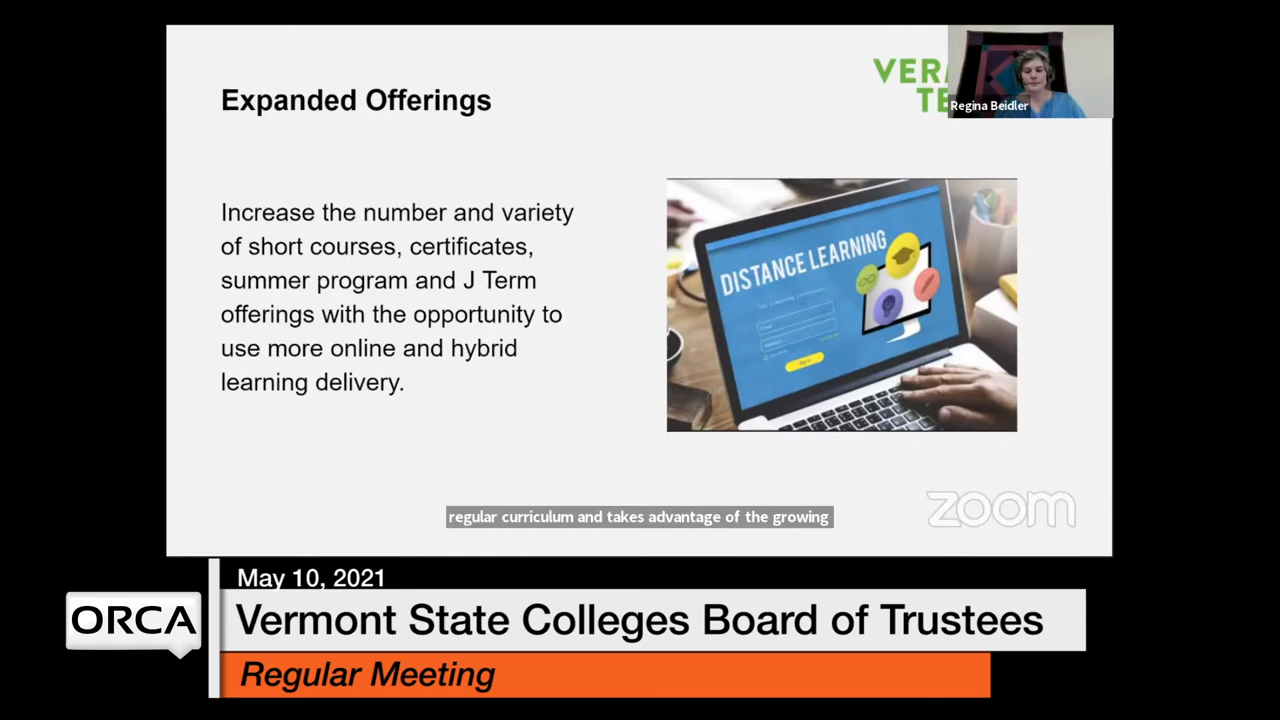 Expanded Offerings
VER
TE
Regina Beidler
Increase the number and variety
of short courses, certificates,
summer program and J Term
offerings with the opportunity to
use more online and hybrid
learning delivery.
DISTANCE LEARNING
regular curriculum and takes advantage of the growing
zoom
May 10, 2021
ORCA
Vermont State Colleges Board of Trustees
Regular Meeting